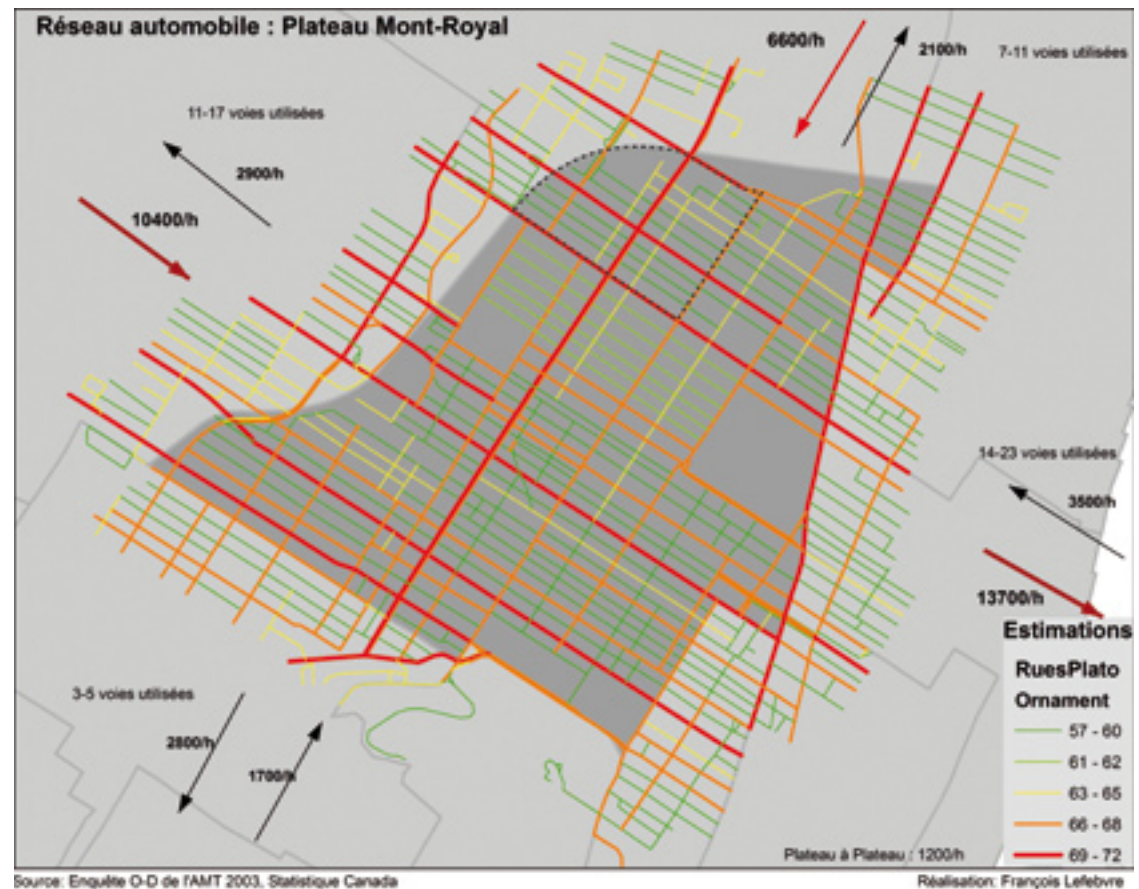 Réseau automobile : Plateau Mont-Royal
6600/h
2100/h
7-11 voies utilisées
11-17 voies utilisées
2900/h
10400/h
14-23 voies utilisées
3500/h
13700/h
3-5 voies utilisées
2800/h
1700/h
Estimations
RuesPlato
Ornament
57 - 60
61 - 62
63 - 65
66 - 68
69 - 72
Plateau à Plateau : 1200/h
Source: Enquête O-D de l'AMT 2003, Statistique Canada
Réalisation: François Lefebvre